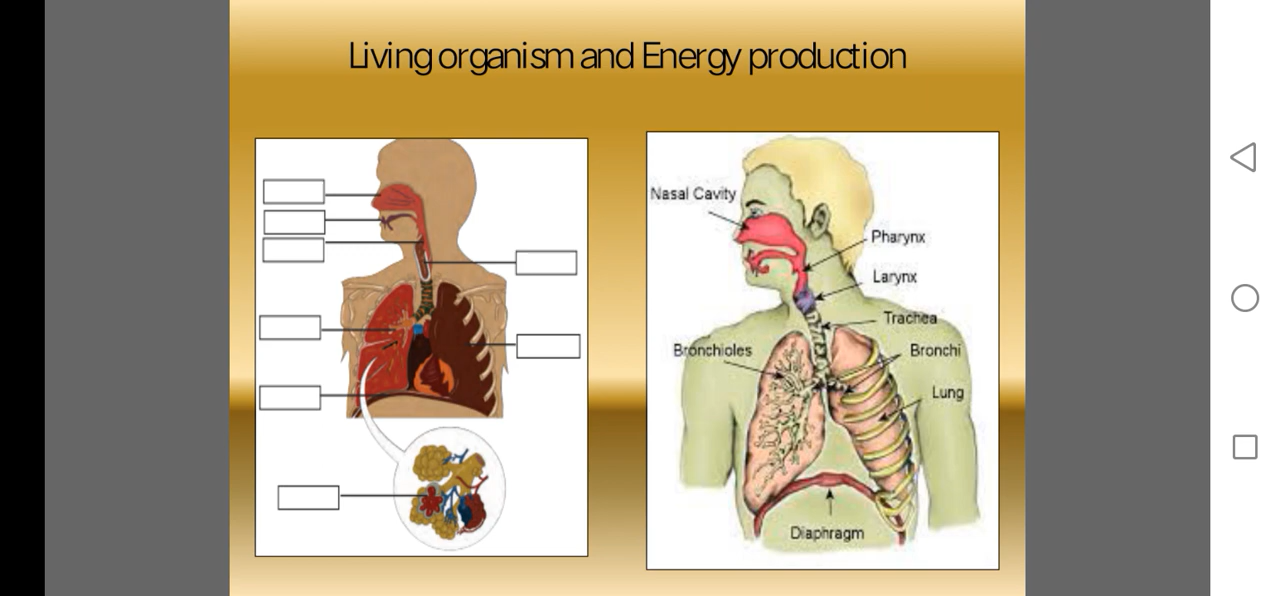 Living organism and Energy production
Nasal Cavity
Pharynx
Larynx
Trachea
Bronchioles
Bronchi
Lung
Diaphragm